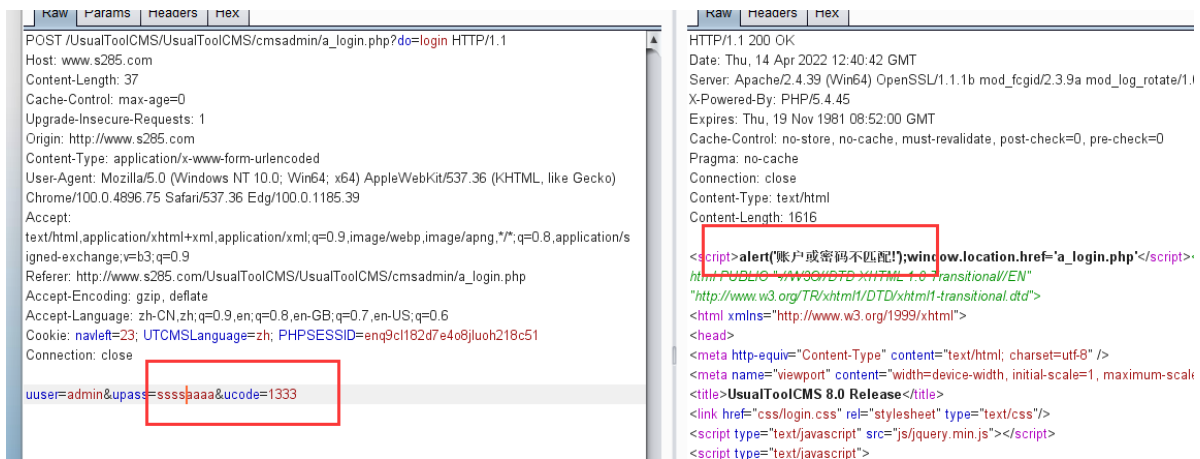 Raw Params Headers Hex
POST /UsualToolCMS/UsualToolCMS/cmsadmin/a_login.php?do=login HTTP/1.1
Host: www.s285.com
Content-Length: 37
Cache-Control: max-age=0
Upgrade-Insecure-Requests: 1
Origin: http://www.s285.com
Content-Type: application/x-www-form-urlencoded
User-Agent: Mozilla/5.0 (Windows NT 10.0; Win64; x64) AppleWebKit/537.36 (KHTML, like Gecko)
Chrome/100.0.4896.75 Safari/537.36 Edg/100.0.1185.39
Accept:
text/html,application/xhtml+xml,application/xml;q=0.9,image/webp,image/apng,*/*;q=0.8,application/s
igned-exchange;v=b3;q=0.9
Referer: http://www.s285.com/UsualToolCMS/UsualToolCMS/cmsadmin/a_login.php
Accept-Encoding: gzip, deflate
Accept-Language: zh-CN,zh;q=0.9,en;q=0.8,en-GB;q=0.7,en-US;q=0.6
Cookie: navleft=23; UTCMSLanguage=zh; PHPSESSID=enq9cl182d7e4o8jluoh218c51
Connection: close
uuser=admin&upass=ssssaaaa&ucode=1333
Raw Headers Hex
HTTP/1.1 200 OK
Date: Thu, 14 Apr 2022 12:40:42 GMT
Server: Apache/2.4.39 (Win64) OpenSSL/1.1.1b mod_fcgid/2.3.9a mod_log_rotate/1.
X-Powered-By: PHP/5.4.45
Expires: Thu, 19 Nov 1981 08:52:00 GMT
Cache-Control: no-store, no-cache, must-revalidate, post-check=0, pre-check=0
Pragma: no-cache
Connection: close
Content-Type: text/html
Content-Length: 1616
<script>alert('账户或密码不匹配!');window.location.href='a_login.php'</script><
html PUBLIC "-//W3C//DTD XHTML 1.0 Transitional//EN"
"http://www.w3.org/TR/xhtml1/DTD/xhtml1-transitional.dtd">
<html xmlns="http://www.w3.org/1999/xhtml">
<head>
<meta http-equiv="Content-Type" content="text/html; charset=utf-8" />
<meta name="viewport" content="width=device-width, initial-scale=1, maximum-scale
<title>UsualToolCMS 8.0 Release</title>
<link href="css/login.css" rel="stylesheet" type="text/css"/>
<script type="text/javascript" src="js/jquery.min.js"></script>
<script type="text/javascript">